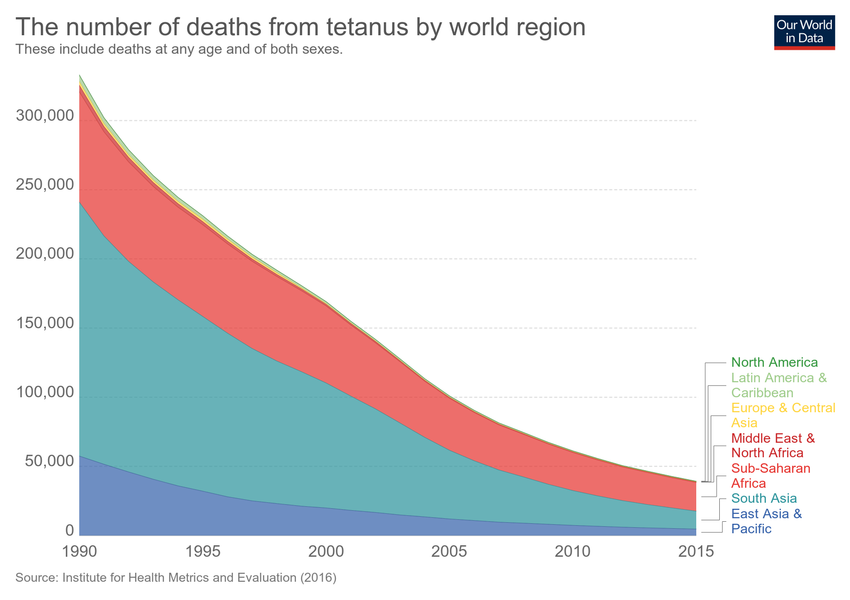 The number of deaths from tetanus by world region
These include deaths at any age and of both sexes.
Our World
in Data
300,000
250,000
200,000
150,000
100,000
50,000
0
1990
1995
2000
2005
2010
2015
North America
Latin America &
Caribbean
Europe & Central
Asia
Middle East &
North Africa
Sub-Saharan
Africa
South Asia
East Asia &
Pacific
Source: Institute for Health Metrics and Evaluation (2016)